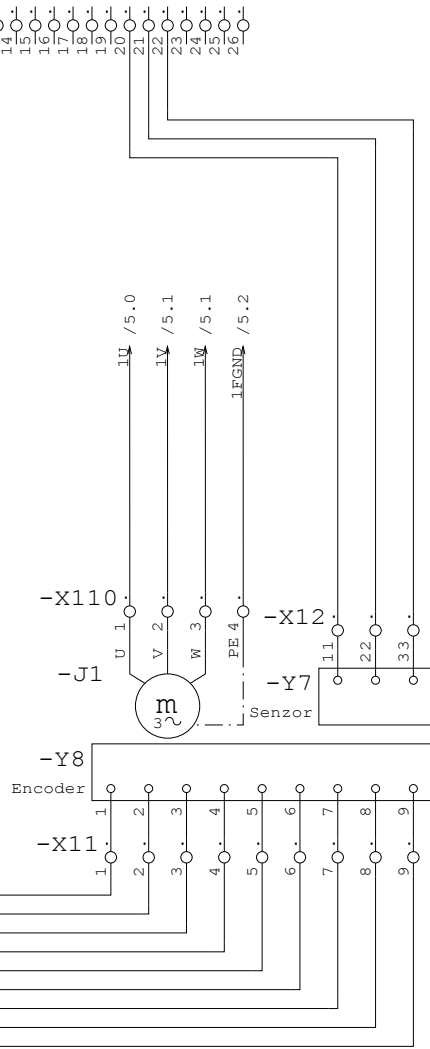 14 15 16 17 18 19 20 21 22 23 24 25 26
1U /5.0
1V /5.1
1W /5.1
1FGND /5.2
-X110
1 2 3 4
U V W PE
-X12
11 22 33
-J1
m
3~
-Y7
Senzor
-Y8
Encoder
1 2 3 4 5 6 7 8 9
-X11
1 2 3 4 5 6 7 8 9